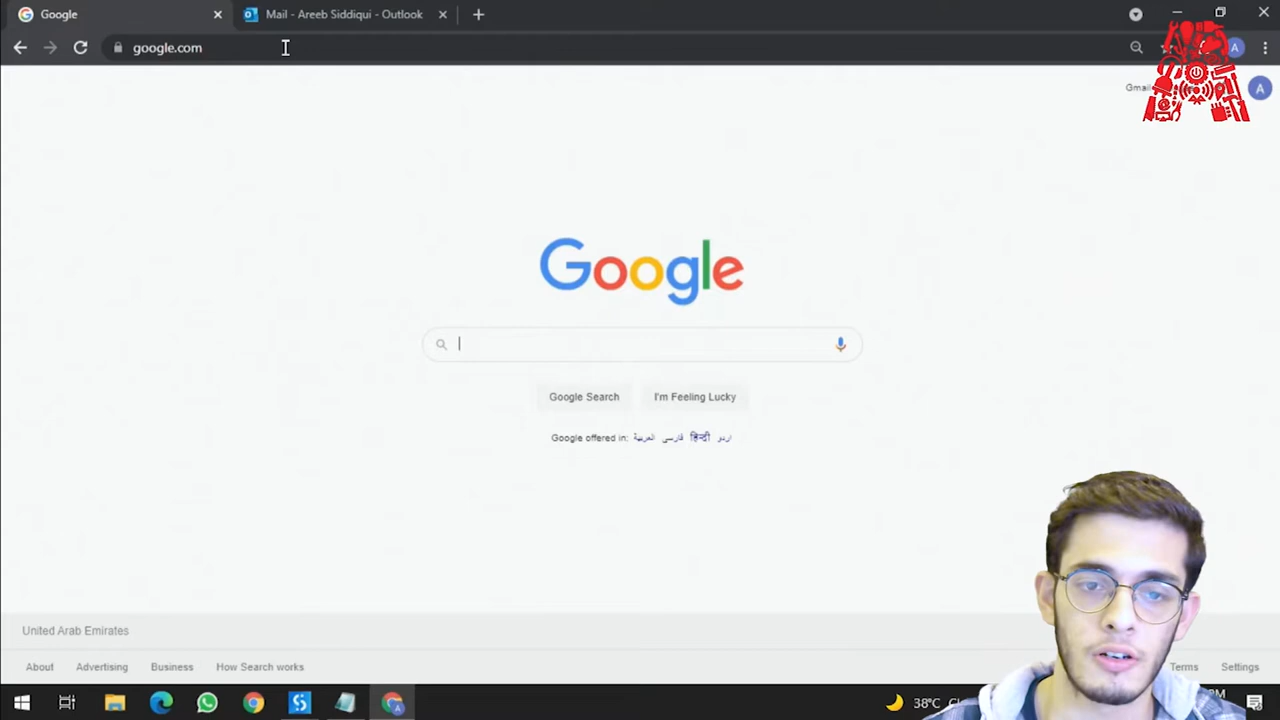 Google
Mail - Areeb Siddiqui - Outlook
google.com
A
Gmai
A
Google
Google Search
I'm Feeling Lucky
Google offered in: العربية فارسی हिन्दी اردو
United Arab Emirates
About
Advertising
Business
How Search works
Terms
Settings
38°C